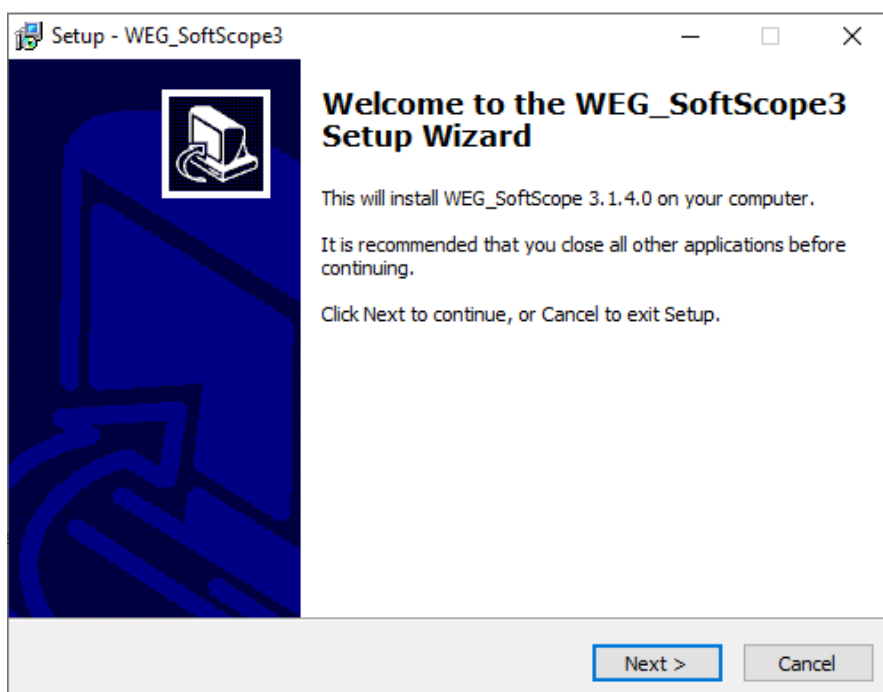 Setup - WEG_SoftScope3
Welcome to the WEG_SoftScope3
Setup Wizard
This will install WEG_SoftScope 3.1.4.0 on your computer.
It is recommended that you close all other applications before
continuing.
Click Next to continue, or Cancel to exit Setup.
Next >
Cancel